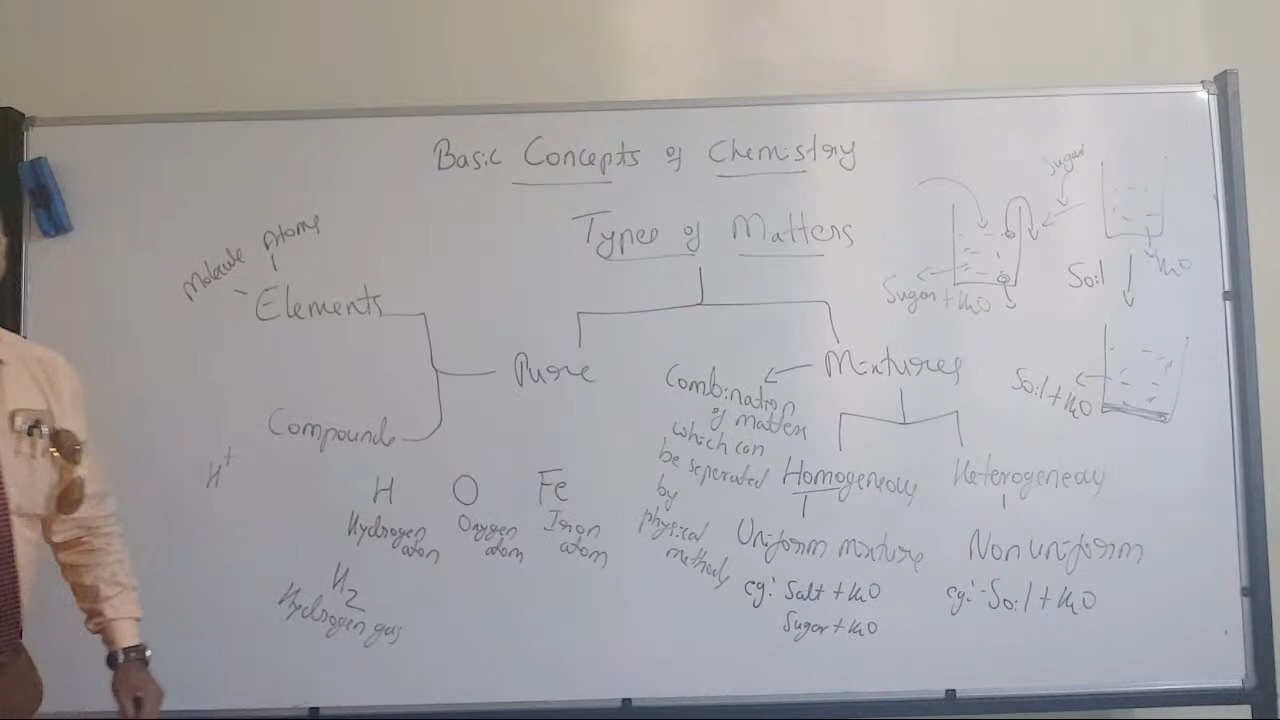 Basic Concepts of Chemistry
Types of Matters
Molecule Atoms
Elements
Pure
Compounds
Mixtures
Combination
of matters
which can
be seperated
by
physical
methods
Homogeneous
Heterogeneous
Uniform mixture
Non uniform
eg: Salt + H2O
Sugar + H2O
eg:- Soil + H2O
H+
H O Fe
Hydrogen atom
Oxygen atom
Iron atom
H2
Hydrogen gas
Sugar
Sugar + H2O
H2O
Soil
Soil + H2O